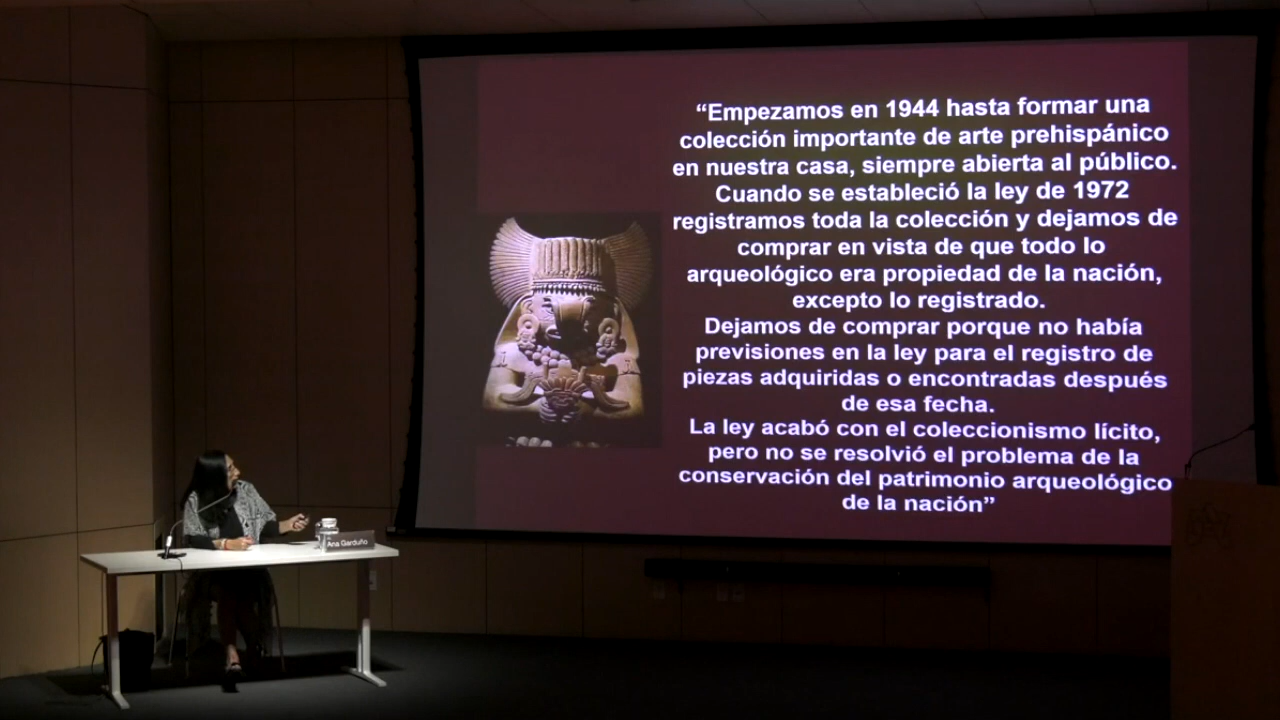 “Empezamos en 1944 hasta formar una
colección importante de arte prehispánico
en nuestra casa, siempre abierta al público.
Cuando se estableció la ley de 1972
registramos toda la colección y dejamos de
comprar en vista de que todo lo
arqueológico era propiedad de la nación,
excepto lo registrado.
Dejamos de comprar porque no había
previsiones en la ley para el registro de
piezas adquiridas o encontradas después
de esa fecha.
La ley acabó con el coleccionismo lícito,
pero no se resolvió el problema de la
conservación del patrimonio arqueológico
de la nación”
Ana Garduño